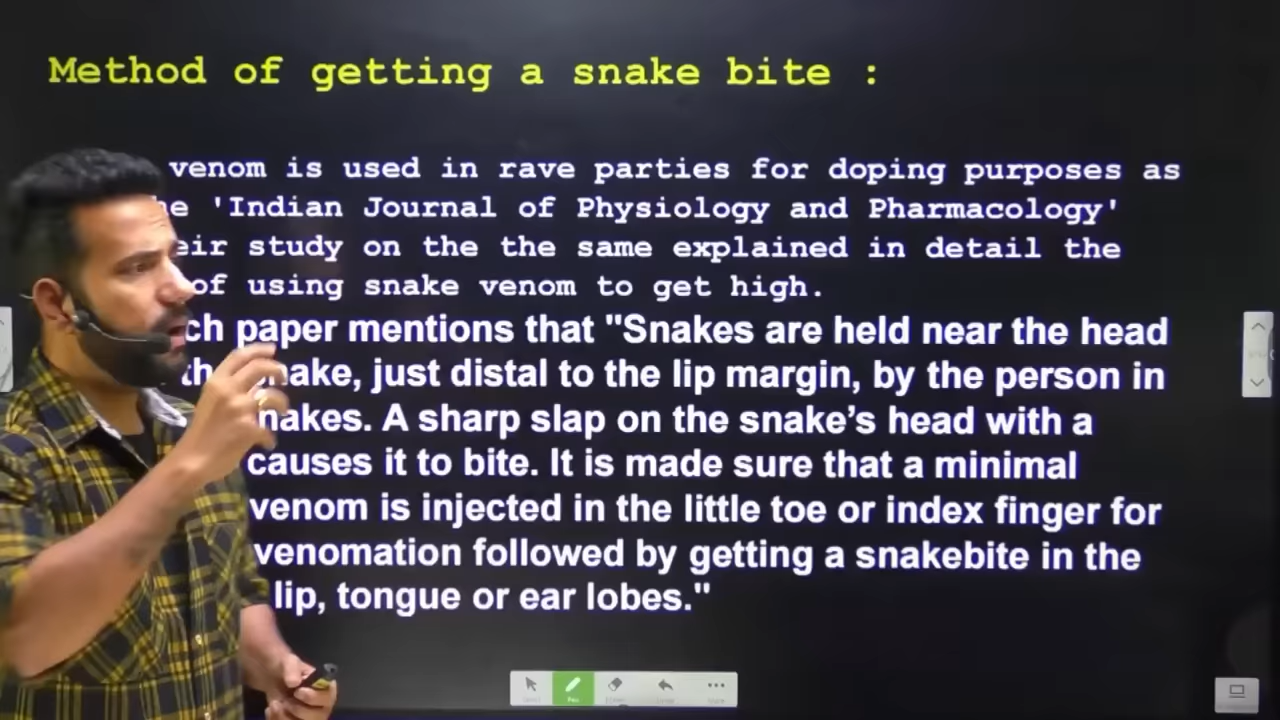 Method of getting a snake bite :
venom is used in rave parties for doping purposes as
'Indian Journal of Physiology and Pharmacology'
study on the the same explained in detail the
of using snake venom to get high.
paper mentions that "Snakes are held near the head
snake, just distal to the lip margin, by the person in
snakes. A sharp slap on the snake's head with a
causes it to bite. It is made sure that a minimal
venom is injected in the little toe or index finger for
venomation followed by getting a snakebite in the
lip, tongue or ear lobes."
Pen